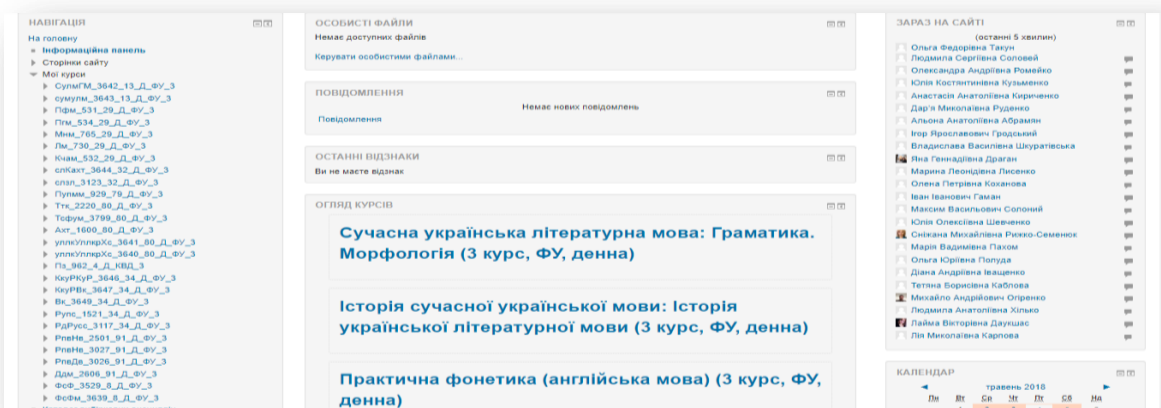 НАВІГАЦІЯ
На головну
Інформаційна панель
Сторінки сайту
Мої курси
СулмГМ_3642_13_Д_ФУ_3
сумулм_3643_13_Д_ФУ_3
Пфм_531_29_Д_ФУ_3
Пгм_534_29_Д_ФУ_3
Мнм_765_29_Д_ФУ_3
Лм_730_29_Д_ФУ_3
Кчам_532_29_Д_ФУ_3
слКахт_3644_32_Д_ФУ_3
слзл_3123_32_Д_ФУ_3
Пупмм_929_79_Д_ФУ_3
Ттк_2220_80_Д_ФУ_3
Тсфум_3799_80_Д_ФУ_3
Ахт_1600_80_Д_ФУ_3
уплкУплкрХс_3641_80_Д_ФУ_3
уплкУплкрХс_3640_80_Д_ФУ_3
Пз_962_4_Д_КВД_3
КкуРКуР_3646_34_Д_ФУ_3
КкуРВк_3647_34_Д_ФУ_3
Вк_3649_34_Д_ФУ_3
Рупс_1521_34_Д_ФУ_3
РдРусс_3117_34_Д_ФУ_3
РпвНв_2501_91_Д_ФУ_3
РпвНв_3027_91_Д_ФУ_3
РпвДв_3026_91_Д_ФУ_3
Ддм_2606_91_Д_ФУ_3
ФсФ_3529_8_Д_ФУ_3
ФсФм_3639_8_Д_ФУ_3
ОСОБИСТІ ФАЙЛИ
Немає доступних файлів
Керувати особистими файлами...
ПОВІДОМЛЕННЯ
Немає нових повідомлень
Повідомлення
ОСТАННІ ВІДЗНАКИ
Ви не маєте відзнак
ОГЛЯД КУРСІВ
Сучасна українська літературна мова: Граматика.
Морфологія (3 курс, ФУ, денна)
Історія сучасної української мови: Історія
української літературної мови (3 курс, ФУ, денна)
Практична фонетика (англійська мова) (3 курс, ФУ,
денна)
ЗАРАЗ НА САЙТІ
(останні 5 хвилин)
Ольга Федорівна Такун
Людмила Сергіївна Соловей
Олександра Андріївна Ромейко
Юлія Костянтинівна Кузьменко
Анастасія Анатоліївна Кириченко
Дар'я Миколаївна Руденко
Альона Анатоліївна Абрамян
Ігор Ярославович Гродський
Владислава Василівна Шкуратівська
Яна Геннадіївна Драган
Марина Леонідівна Лисенко
Олена Петрівна Коханова
Іван Іванович Гаман
Максим Васильович Солоний
Юлія Олексіївна Шевченко
Сніжана Михайлівна Рижко-Семенюк
Марія Вадимівна Пахом
Ольга Юріївна Полуда
Діана Андріївна Іващенко
Тетяна Борисівна Каблова
Михайло Андрійович Опренко
Людмила Анатоліївна Хілько
Лайма Вікторівна Даукшас
Лія Миколаївна Карпова
КАЛЕНДАР
травень 2018
Пн Вт Ср Чт Пт Сб Нд